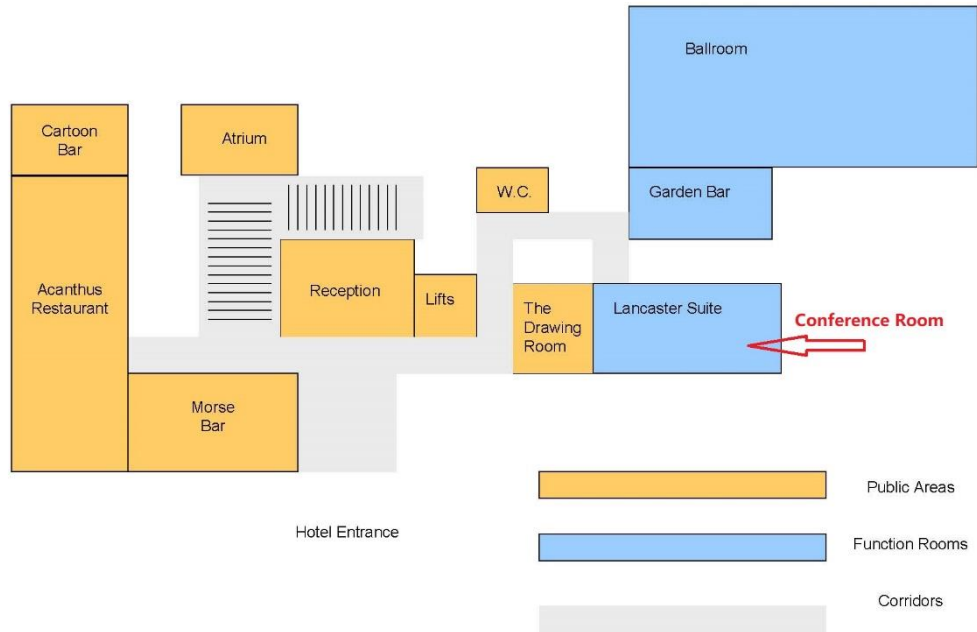 Ballroom
Cartoon
Bar
Atrium
W.C.
Garden Bar
Acanthus
Restaurant
Reception
Lifts
The
Drawing
Room
Lancaster Suite
Conference Room
Morse
Bar
Public Areas
Hotel Entrance
Function Rooms
Corridors